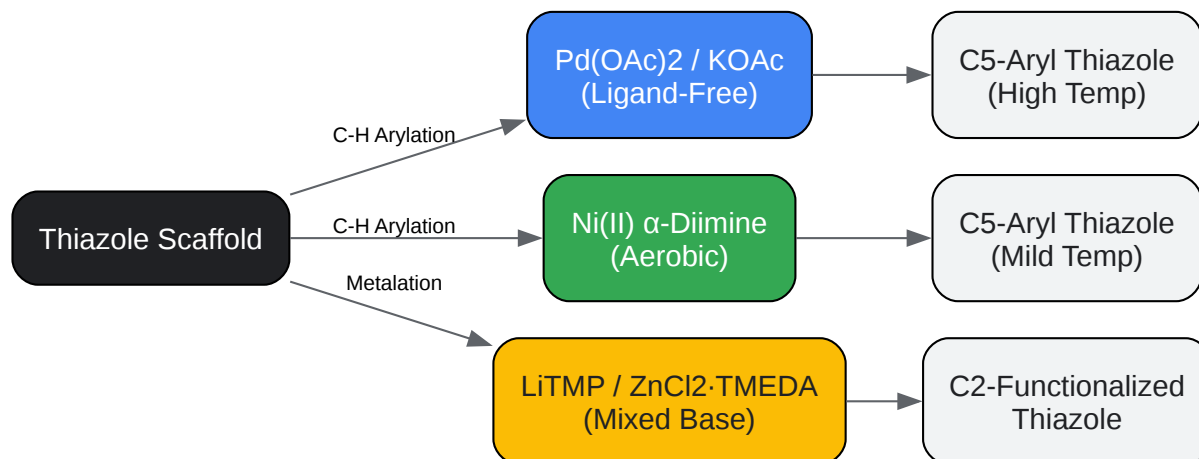 Pd(OAc)2 / KOAc
(Ligand-Free)
C5-Aryl Thiazole
(High Temp)
C-H Arylation
Thiazole Scaffold
C-H Arylation
Ni(II) α-Diimine
(Aerobic)
C5-Aryl Thiazole
(Mild Temp)
Metalation
LiTMP / ZnCl2·TMEDA
(Mixed Base)
C2-Functionalized
Thiazole